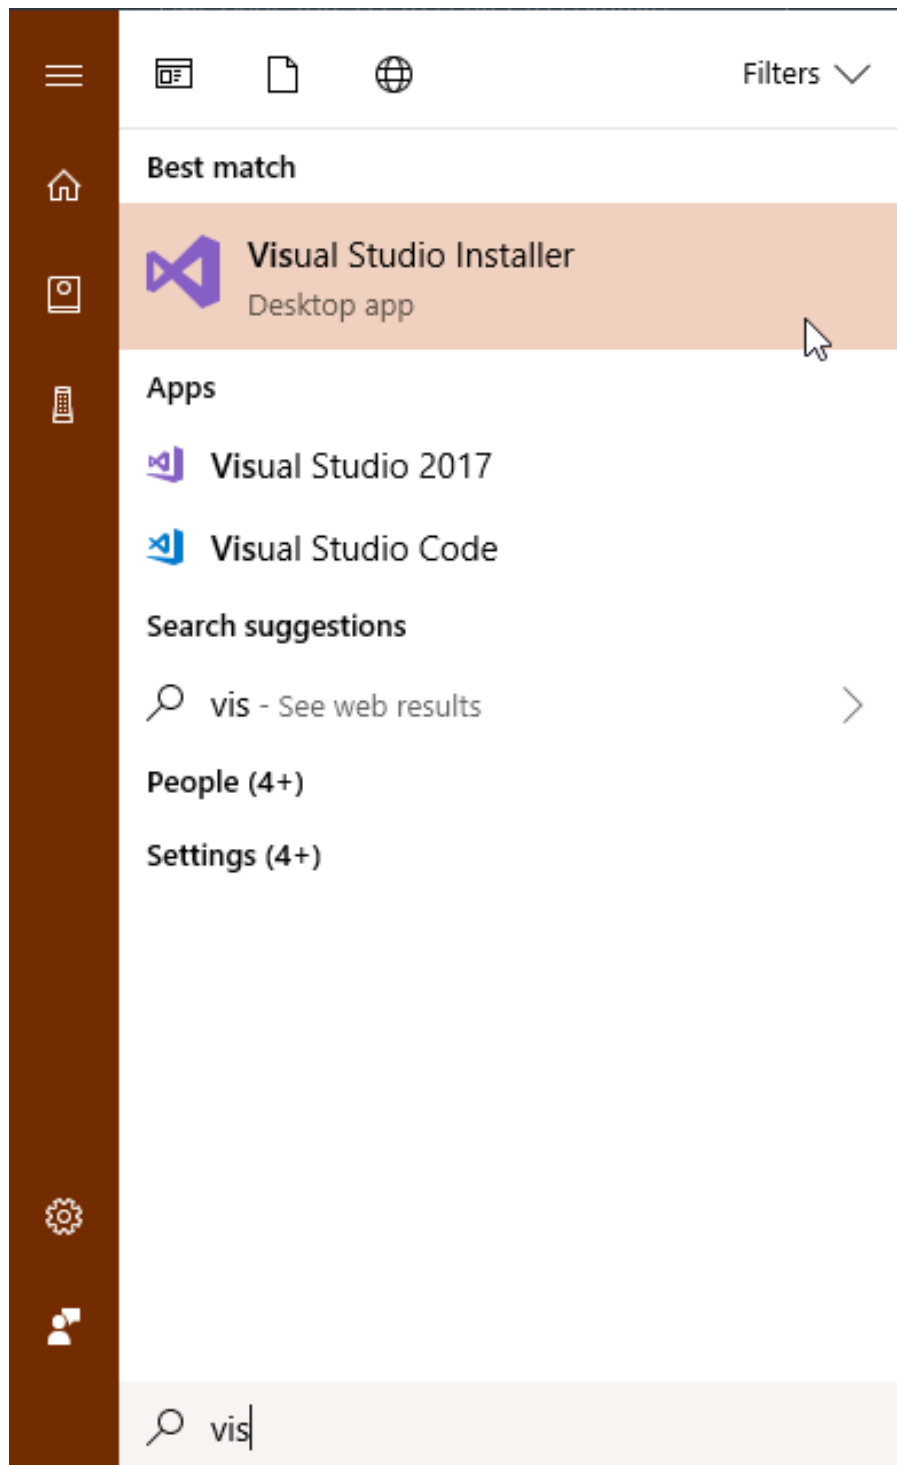 Filters
Best match
Visual Studio Installer
Desktop app
Apps
Visual Studio 2017
Visual Studio Code
Search suggestions
vis - See web results
People (4+)
Settings (4+)
vis